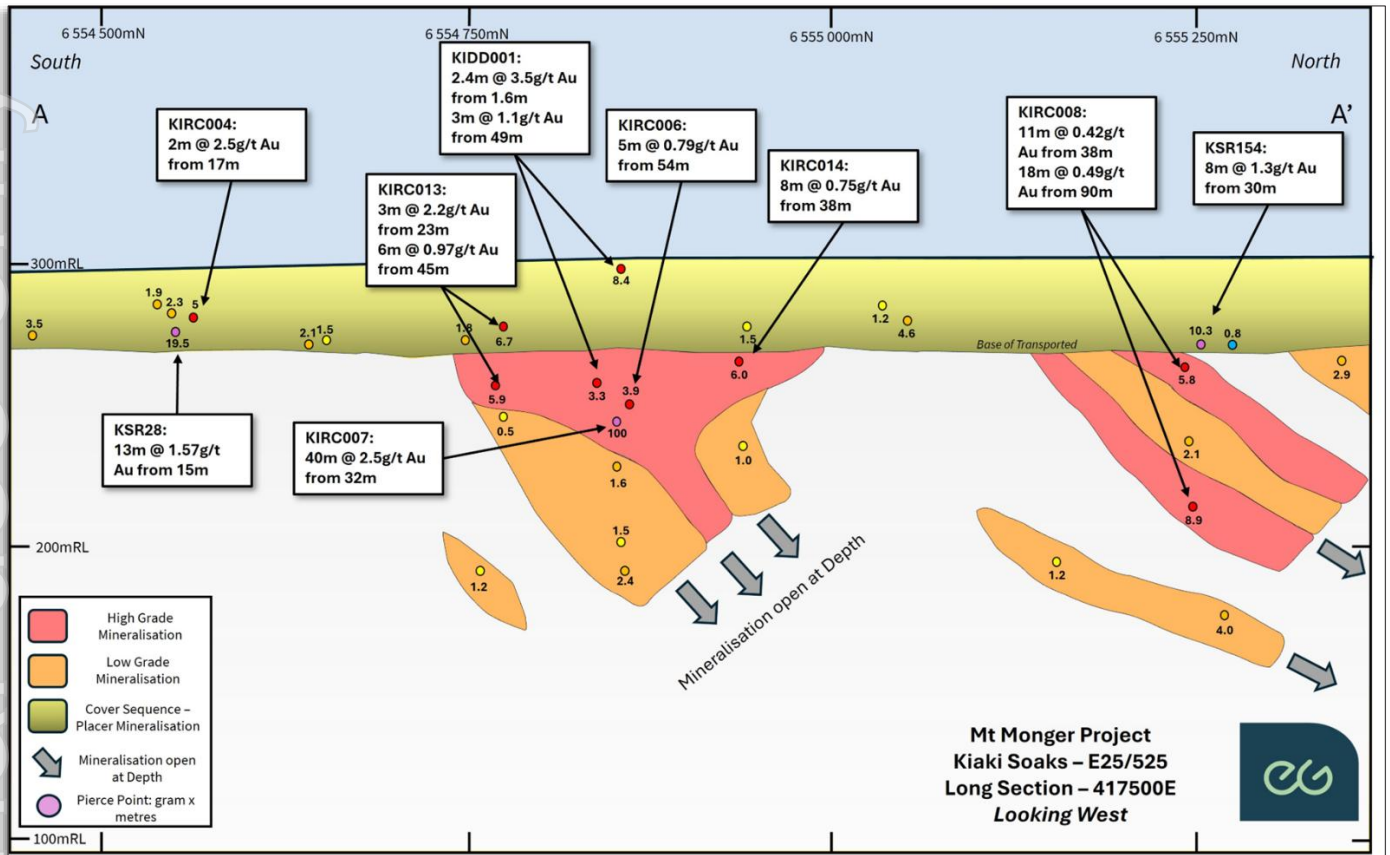 6 554 500mN
6 554 750mN
6 555 000mN
6 555 250mN
South
North
A
A'
KIDD001:
2.4m @ 3.5g/t Au
from 1.6m
3m @ 1.1g/t Au
from 49m
KIRC004:
2m @ 2.5g/t Au
from 17m
KIRC006:
5m @ 0.79g/t Au
from 54m
KIRC008:
11m @ 0.42g/t
Au from 38m
18m @ 0.49g/t
Au from 90m
KSR154:
8m @ 1.3g/t Au
from 30m
KIRC014:
8m @ 0.75g/t Au
from 38m
KIRC013:
3m @ 2.2g/t Au
from 23m
6m @ 0.97g/t Au
from 45m
300mRL
8.4
1.9
2.3
5
3.5
19.5
2.1
1.5
1.8
6.7
1.5
1.2
4.6
10.3
0.8
Base of Transported
2.9
5.9
3.3
3.9
6.0
5.8
100
0.5
1.0
2.1
1.6
KSR28:
13m @ 1.57g/t
Au from 15m
KIRC007:
40m @ 2.5g/t Au
from 32m
8.9
1.5
2.4
200mRL
1.2
1.2
4.0
Mineralisation open at Depth
High Grade
Mineralisation
Low Grade
Mineralisation
Cover Sequence –
Placer Mineralisation
Mineralisation open
at Depth
Pierce Point: gram x
metres
Mt Monger Project
Kiaki Soaks – E25/525
Long Section – 417500E
Looking West
eG
100mRL